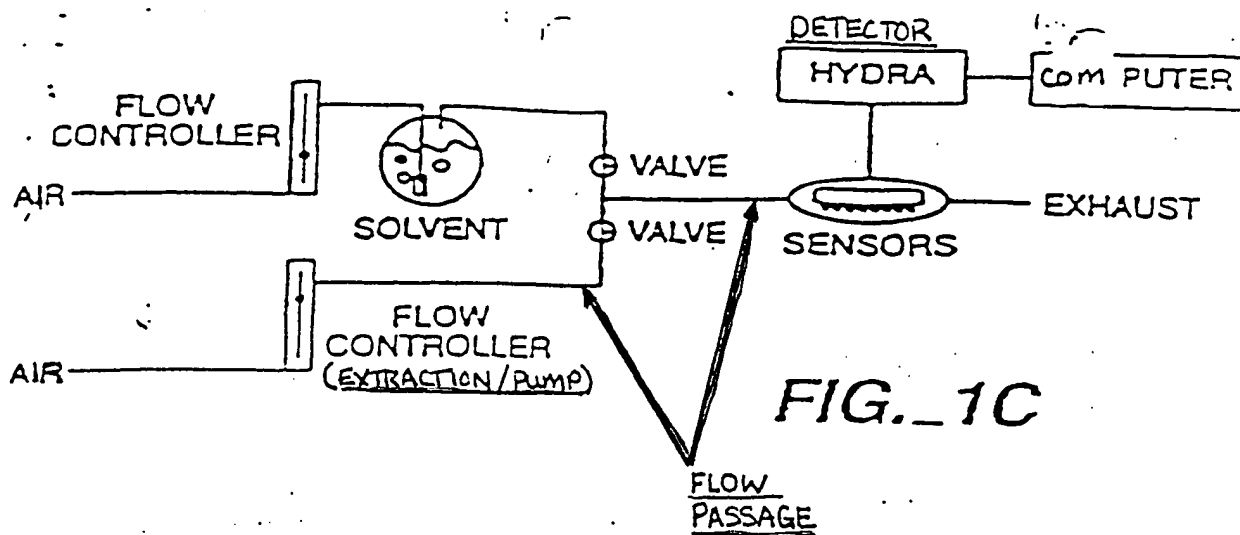 DETECTOR
HYDRA
com PUTER
FLOW
CONTROLLER
AIR
SOLVENT
VALVE
VALVE
SENSORS
EXHAUST
FLOW
CONTROLLER
(EXTRACTION/PUMP)
AIR
FIG._1C
FLOW
PASSAGE